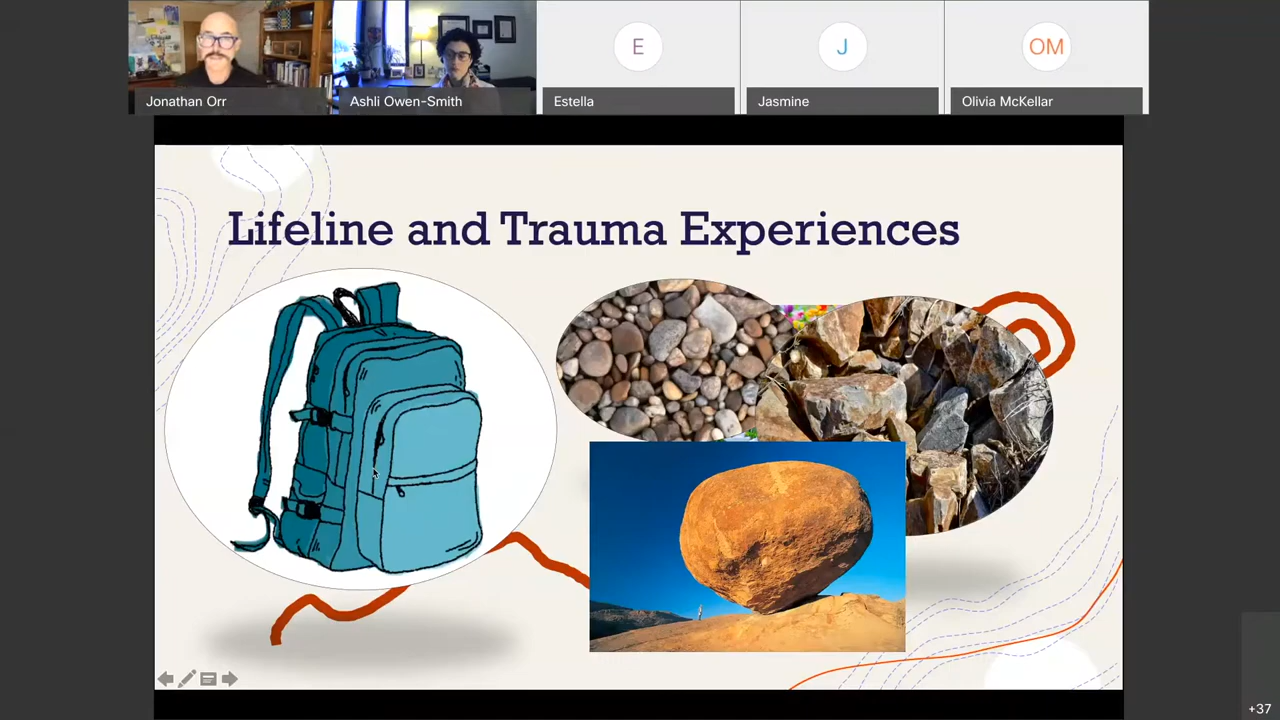 Jonathan Orr
Ashli Owen-Smith
E
Estella
J
Jasmine
OM
Olivia McKellar
Lifeline and Trauma Experiences
+37